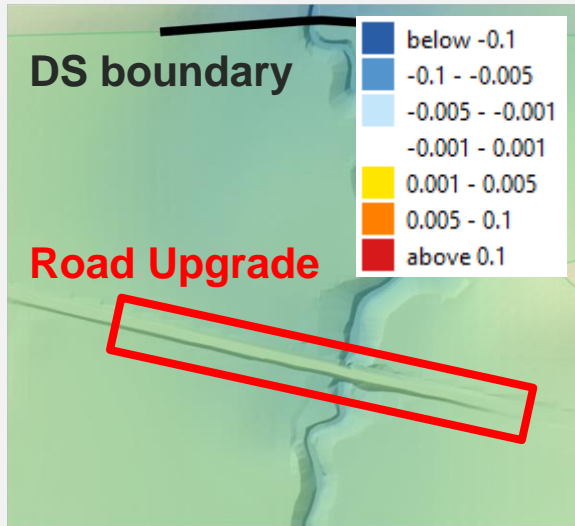 DS boundary
below -0.1
-0.1 - -0.005
-0.005 - -0.001
-0.001 - 0.001
0.001 - 0.005
0.005 - 0.1
above 0.1
Road Upgrade